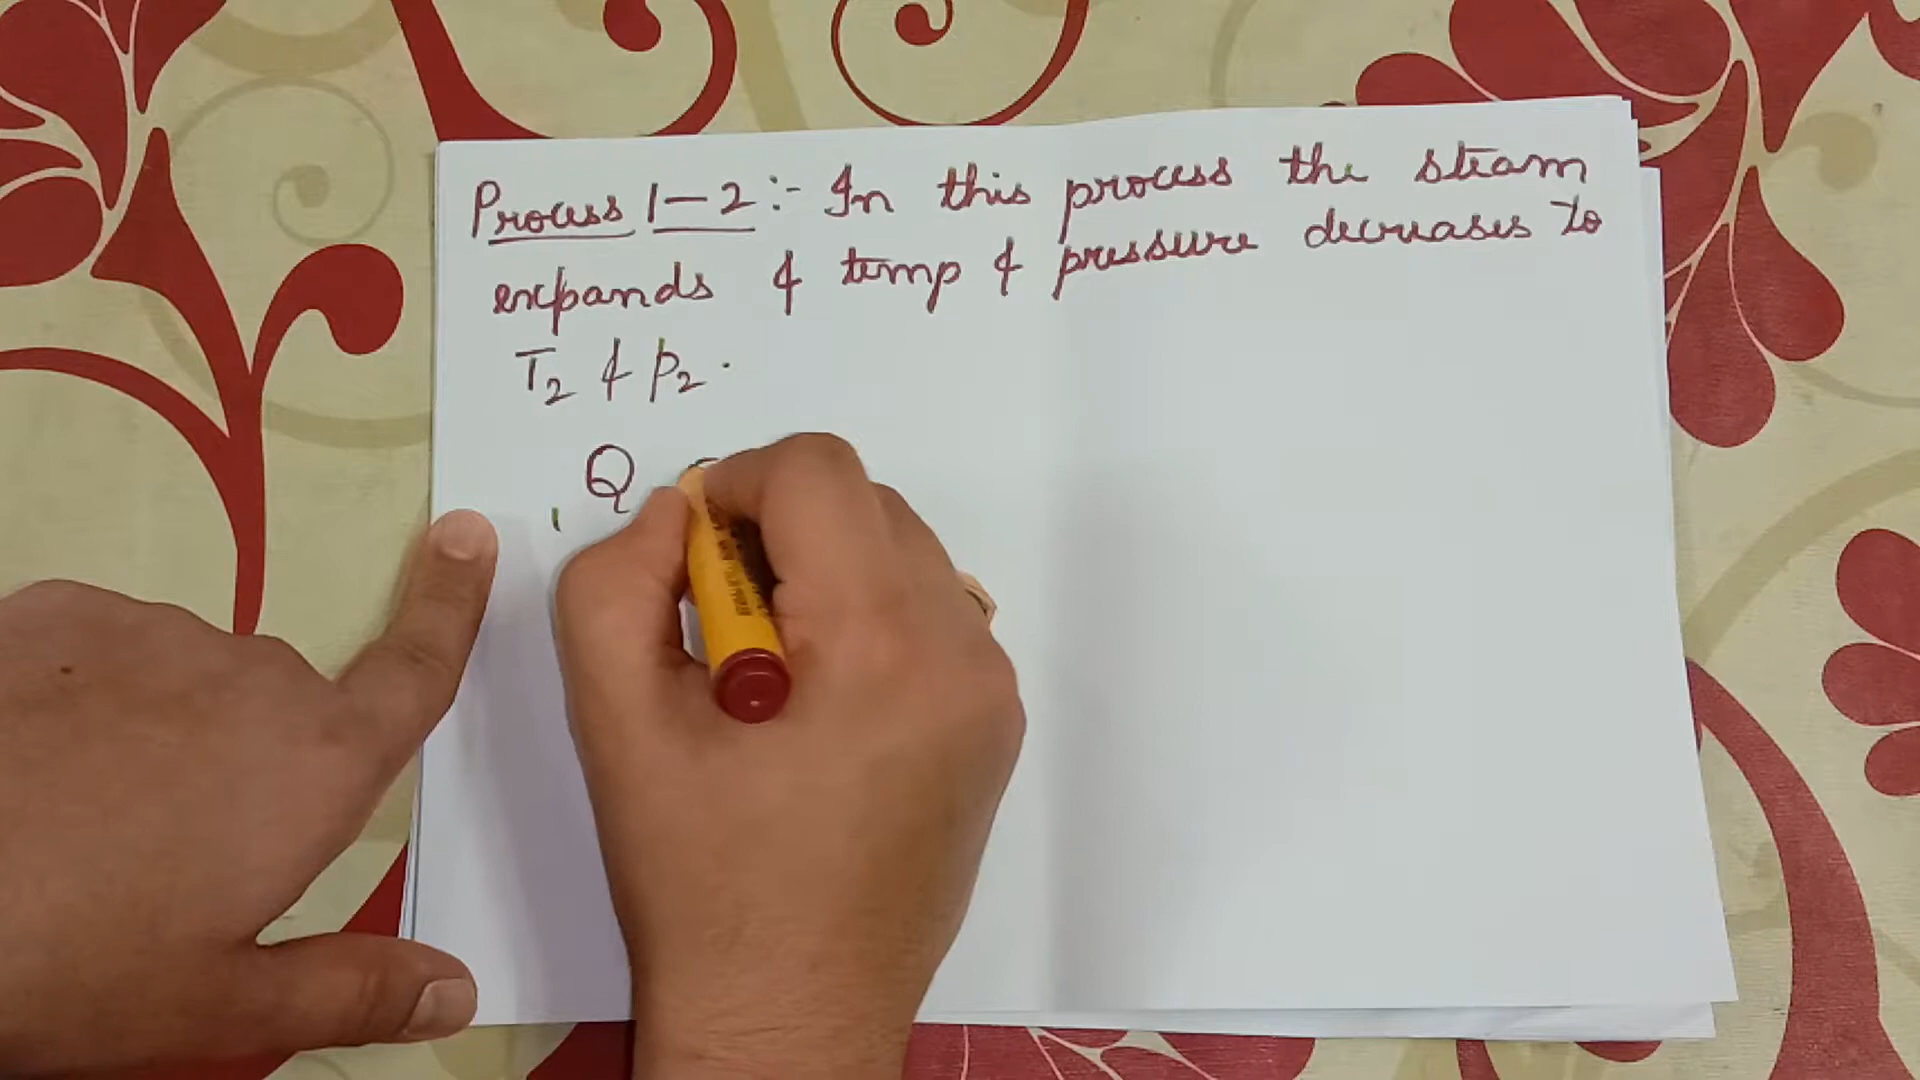 Process 1-2 :- In this process the steam
expands & temp & pressure decreases to
T2 & P2.
Q